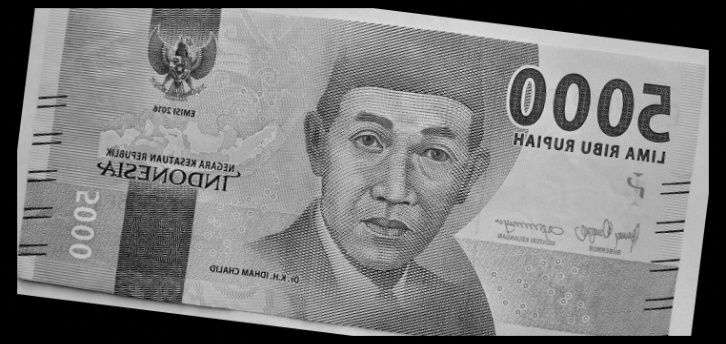 5000
LIMA RIBU RUPIAH
EMISI 2016
NEGARA KESATUAN REPUBLIK
INDONESIA
5000
GUBERNUR
MENTERI KEUANGAN
Dr. K.H. IDHAM CHALID